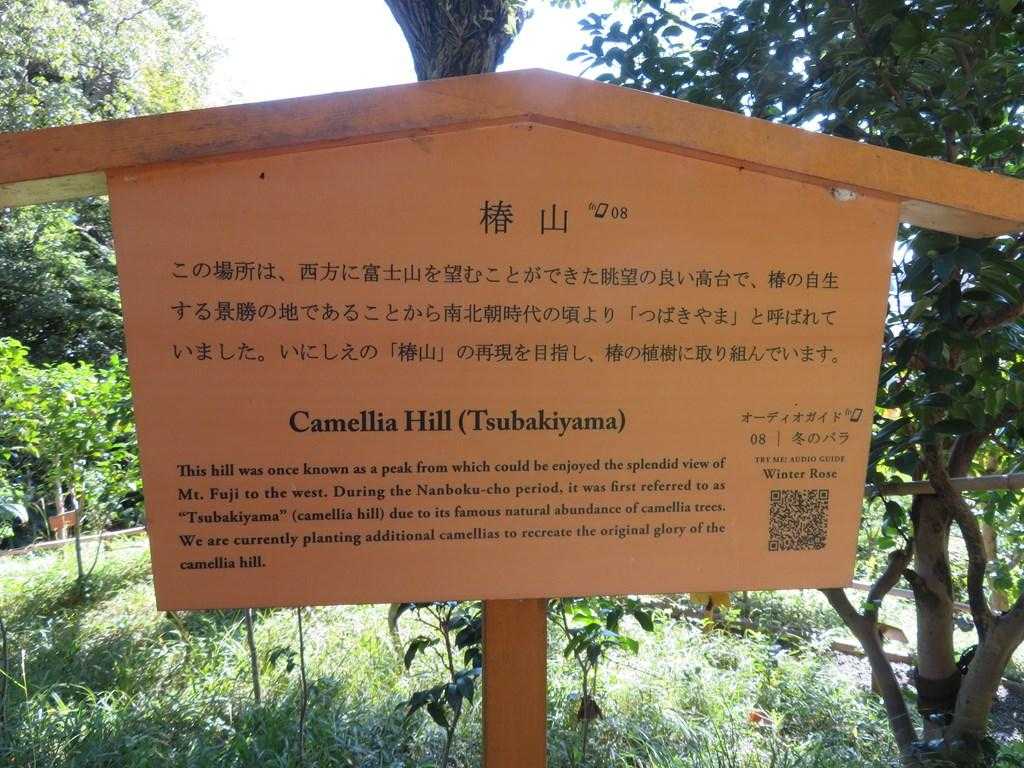 椿 山 08
この場所は、西方に富士山を望むことができた眺望の良い高台で、椿の自生
する景勝の地であることから南北朝時代の頃より「つばきやま」と呼ばれて
いました。いにしえの「椿山」の再現を目指し、椿の植樹に取り組んでいます。
Camellia Hill (Tsubakiyama)
This hill was once known as a peak from which could be enjoyed the splendid view of
Mt. Fuji to the west. During the Nanboku-cho period, it was first referred to as
“Tsubakiyama” (camellia hill) due to its famous natural abundance of camellia trees.
We are currently planting additional camellias to recreate the original glory of the
camellia hill.
オーディオガイド
08 | 冬のバラ
TRY ME! AUDIO GUIDE
Winter Rose